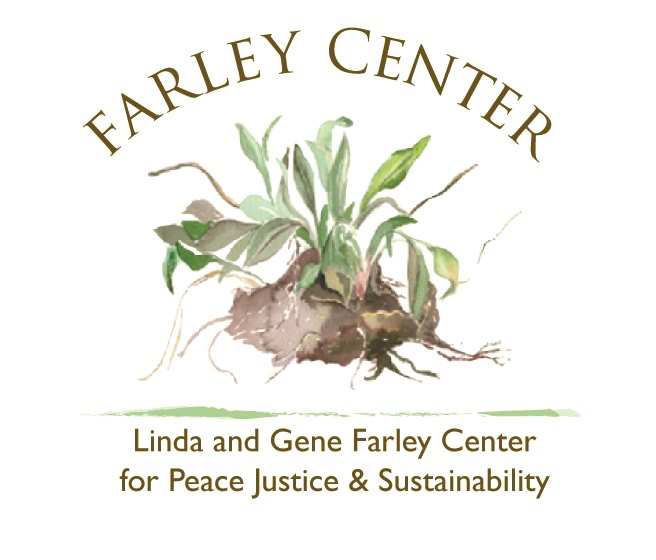 FARLEY CENTER
Linda and Gene Farley Center
for Peace Justice & Sustainability